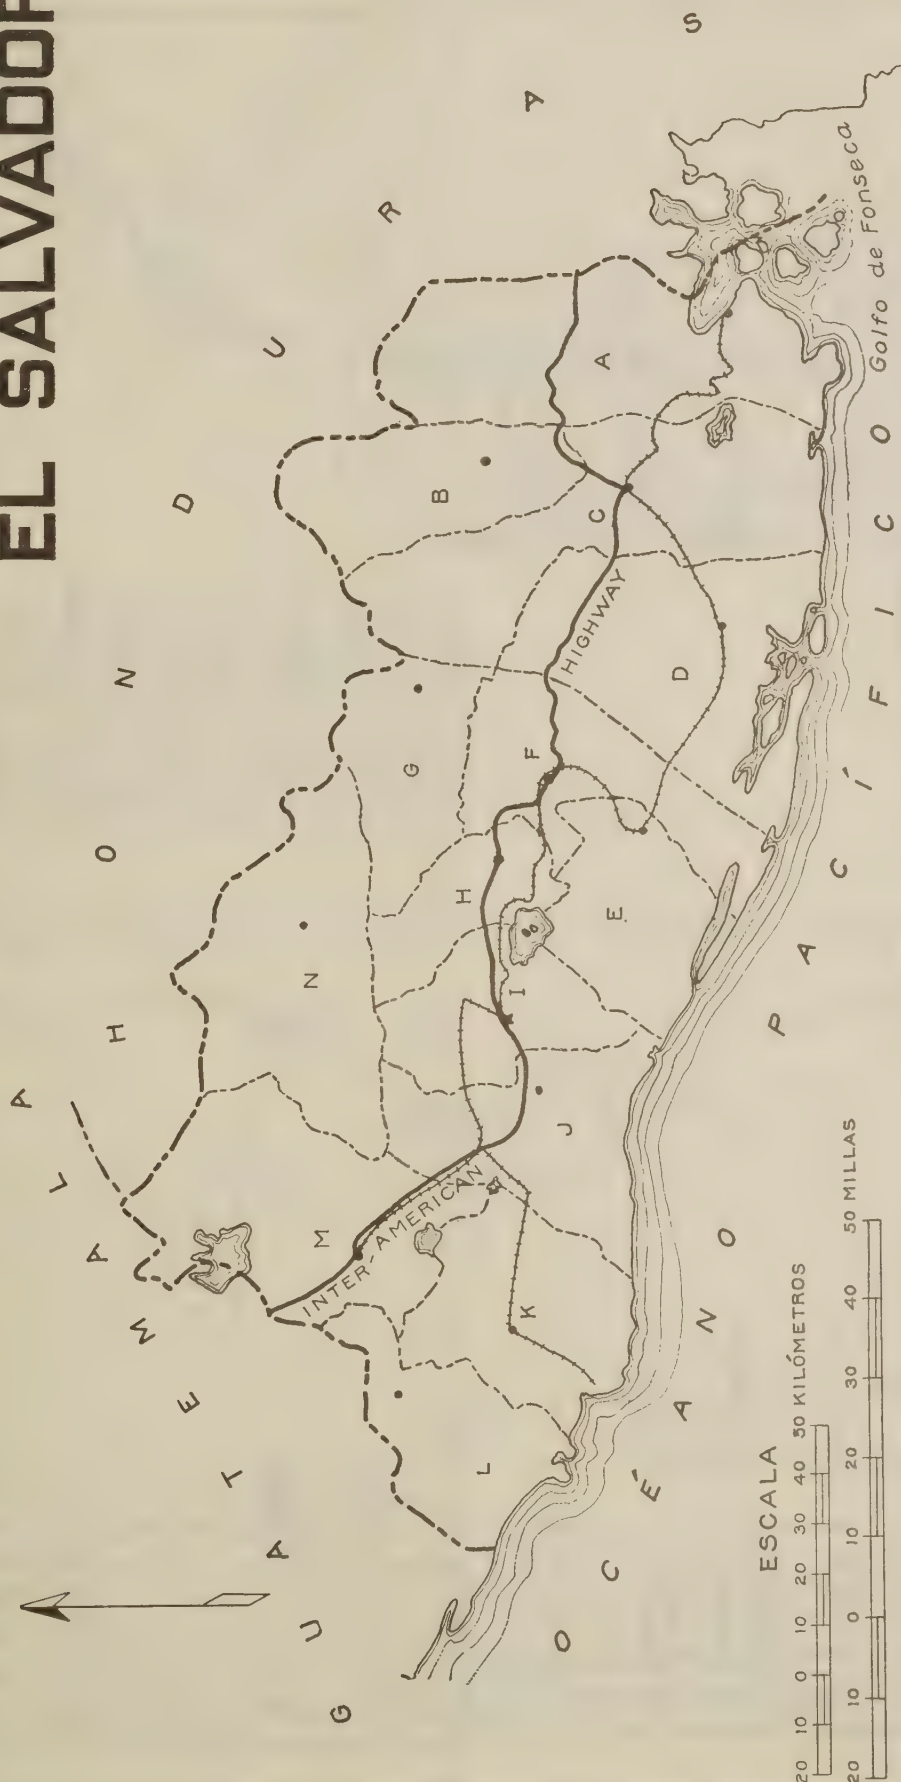 EL SALVADOR
GUATEMALA
HONDURAS
OCÉANO PACÍFICO
Golfo de Fonseca
INTER-AMERICAN HIGHWAY
A
B
C
D
E
F
G
H
I
J
K
L
M
N
ESCALA
20 10 0 10 20 30 40 50 KILÓMETROS
20 10 0 10 20 30 40 50 MILLAS